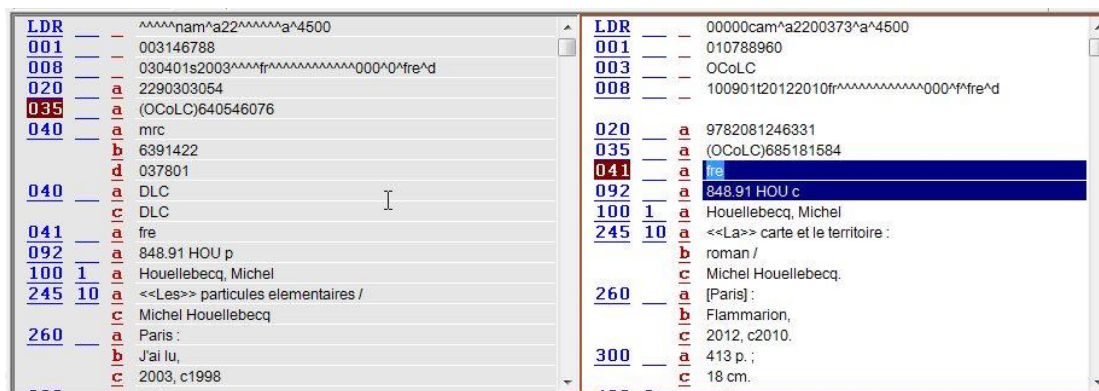 LDR _ ^^^^^nam^a22^^^^^^a^4500
001 _ 003146788
008 _ 030401s2003^^^^fr^^^^^^^^^^^^000^0^fre^d
020 a 2290303054
035 a (OCoLC)640546076
040 a mrc
b 6391422
d 037801
040 a DLC
c DLC
041 a fre
092 a 848.91 HOU p
100 1 a Houellebecq, Michel
245 10 a <<Les>> particules elementaires /
c Michel Houellebecq
260 a Paris :
b J'ai lu,
c 2003, c1998
LDR _ 00000cam^a2200373^a^4500
001 _ 010788960
003 _ OCoLC
008 _ 100901t20122010fr^^^^^^^^^^^^000^f^fre^d
020 a 9782081246331
035 a (OCoLC)685181584
041 a fre
092 a 848.91 HOU c
100 1 a Houellebecq, Michel
245 10 a <<La>> carte et le territoire :
b roman /
c Michel Houellebecq.
260 a [Paris] :
b Flammarion,
c 2012, c2010.
300 a 413 p. ;
c 18 cm.